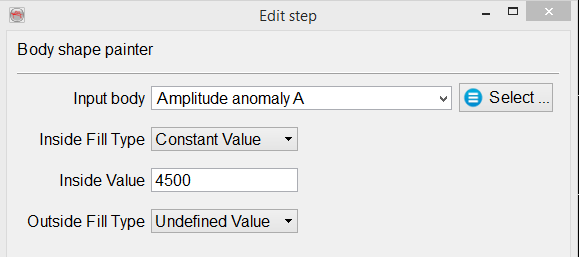 Edit step
Body shape painter
Input body Amplitude anomaly A Select ...
Inside Fill Type Constant Value
Inside Value 4500
Outside Fill Type Undefined Value